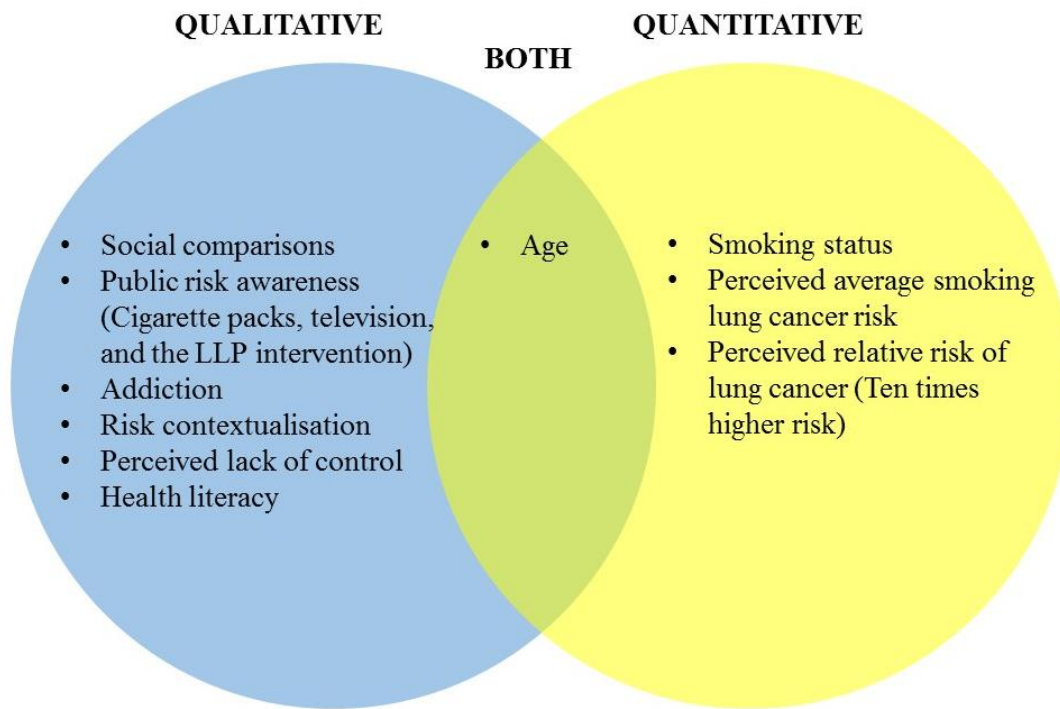 QUALITATIVE
QUANTITATIVE
BOTH
• Social comparisons
• Public risk awareness
(Cigarette packs, television,
and the LLP intervention)
• Addiction
• Risk contextualisation
• Perceived lack of control
• Health literacy
• Age
• Smoking status
• Perceived average smoking
lung cancer risk
• Perceived relative risk of
lung cancer (Ten times
higher risk)